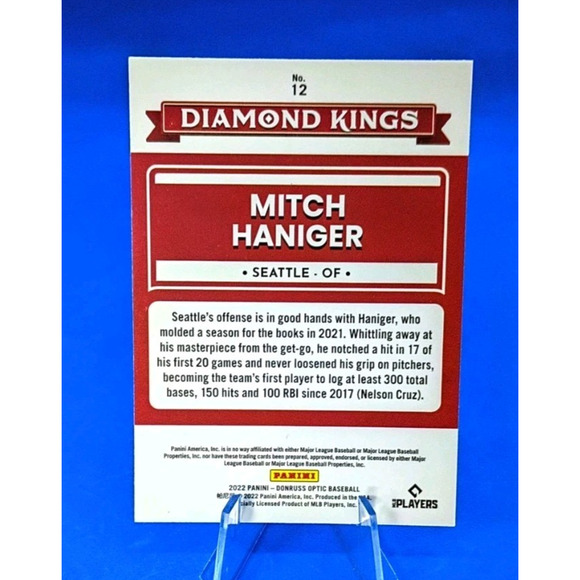 No.
12
DIAMOND KINGS
MITCH
HANIGER
• SEATTLE - OF •
Seattle's offense is in good hands with Haniger, who
molded a season for the books in 2021. Whittling away at
his masterpiece from the get-go, he notched a hit in 17 of
his first 20 games and never loosened his grip on pitchers,
becoming the team's first player to log at least 300 total
bases, 150 hits and 100 RBI since 2017 (Nelson Cruz).
Panini America, Inc. is no way affiliated with either Major League Baseball or Major League Baseball
Properties, Inc. nor have these trading cards been prepared, approved, endorsed, or licensed by either Major
League Baseball or Major League Baseball Properties, Inc.
PANINI
2022 PANINI – DONRUSS OPTIC BASEBALL
2022 Panini America, Inc. Produced in the
Licensed Product of MLB Players, Inc.
MLB PLAYERS